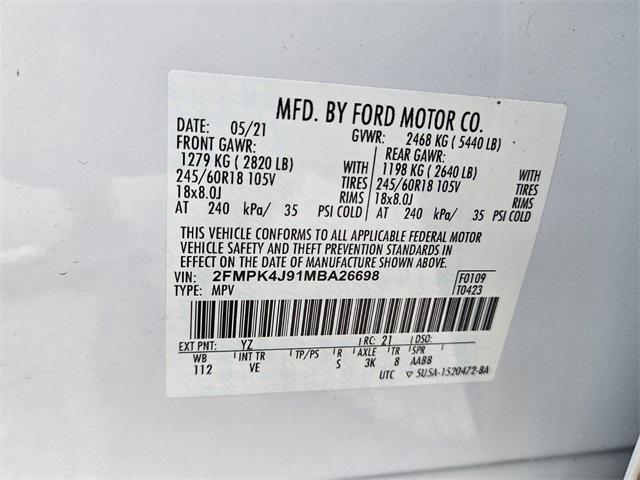 MFD. BY FORD MOTOR CO.
DATE: 05/21 GVWR: 2468 KG ( 5440 LB)
FRONT GAWR: REAR GAWR:
1279 KG ( 2820 LB) WITH 1198 KG ( 2640 LB) WITH
245/60R18 105V TIRES 245/60R18 105V TIRES
18x8.0J RIMS 18x8.0J RIMS
AT 240 kPa/ 35 PSI COLD AT 240 kPa/ 35 PSI COLD
THIS VEHICLE CONFORMS TO ALL APPLICABLE FEDERAL MOTOR
VEHICLE SAFETY AND THEFT PREVENTION STANDARDS IN
EFFECT ON THE DATE OF MANUFACTURE SHOWN ABOVE.
VIN: 2FMPK4J91MBA26698 F0109
TYPE: MPV T0423
EXT PNT: YZ RC: 21 DSO:
WB INT TR TP/PS R AXLE TR SPR
112 VE S 3K 8 AABB
UTC ▽ 5U5A-1520472-BA